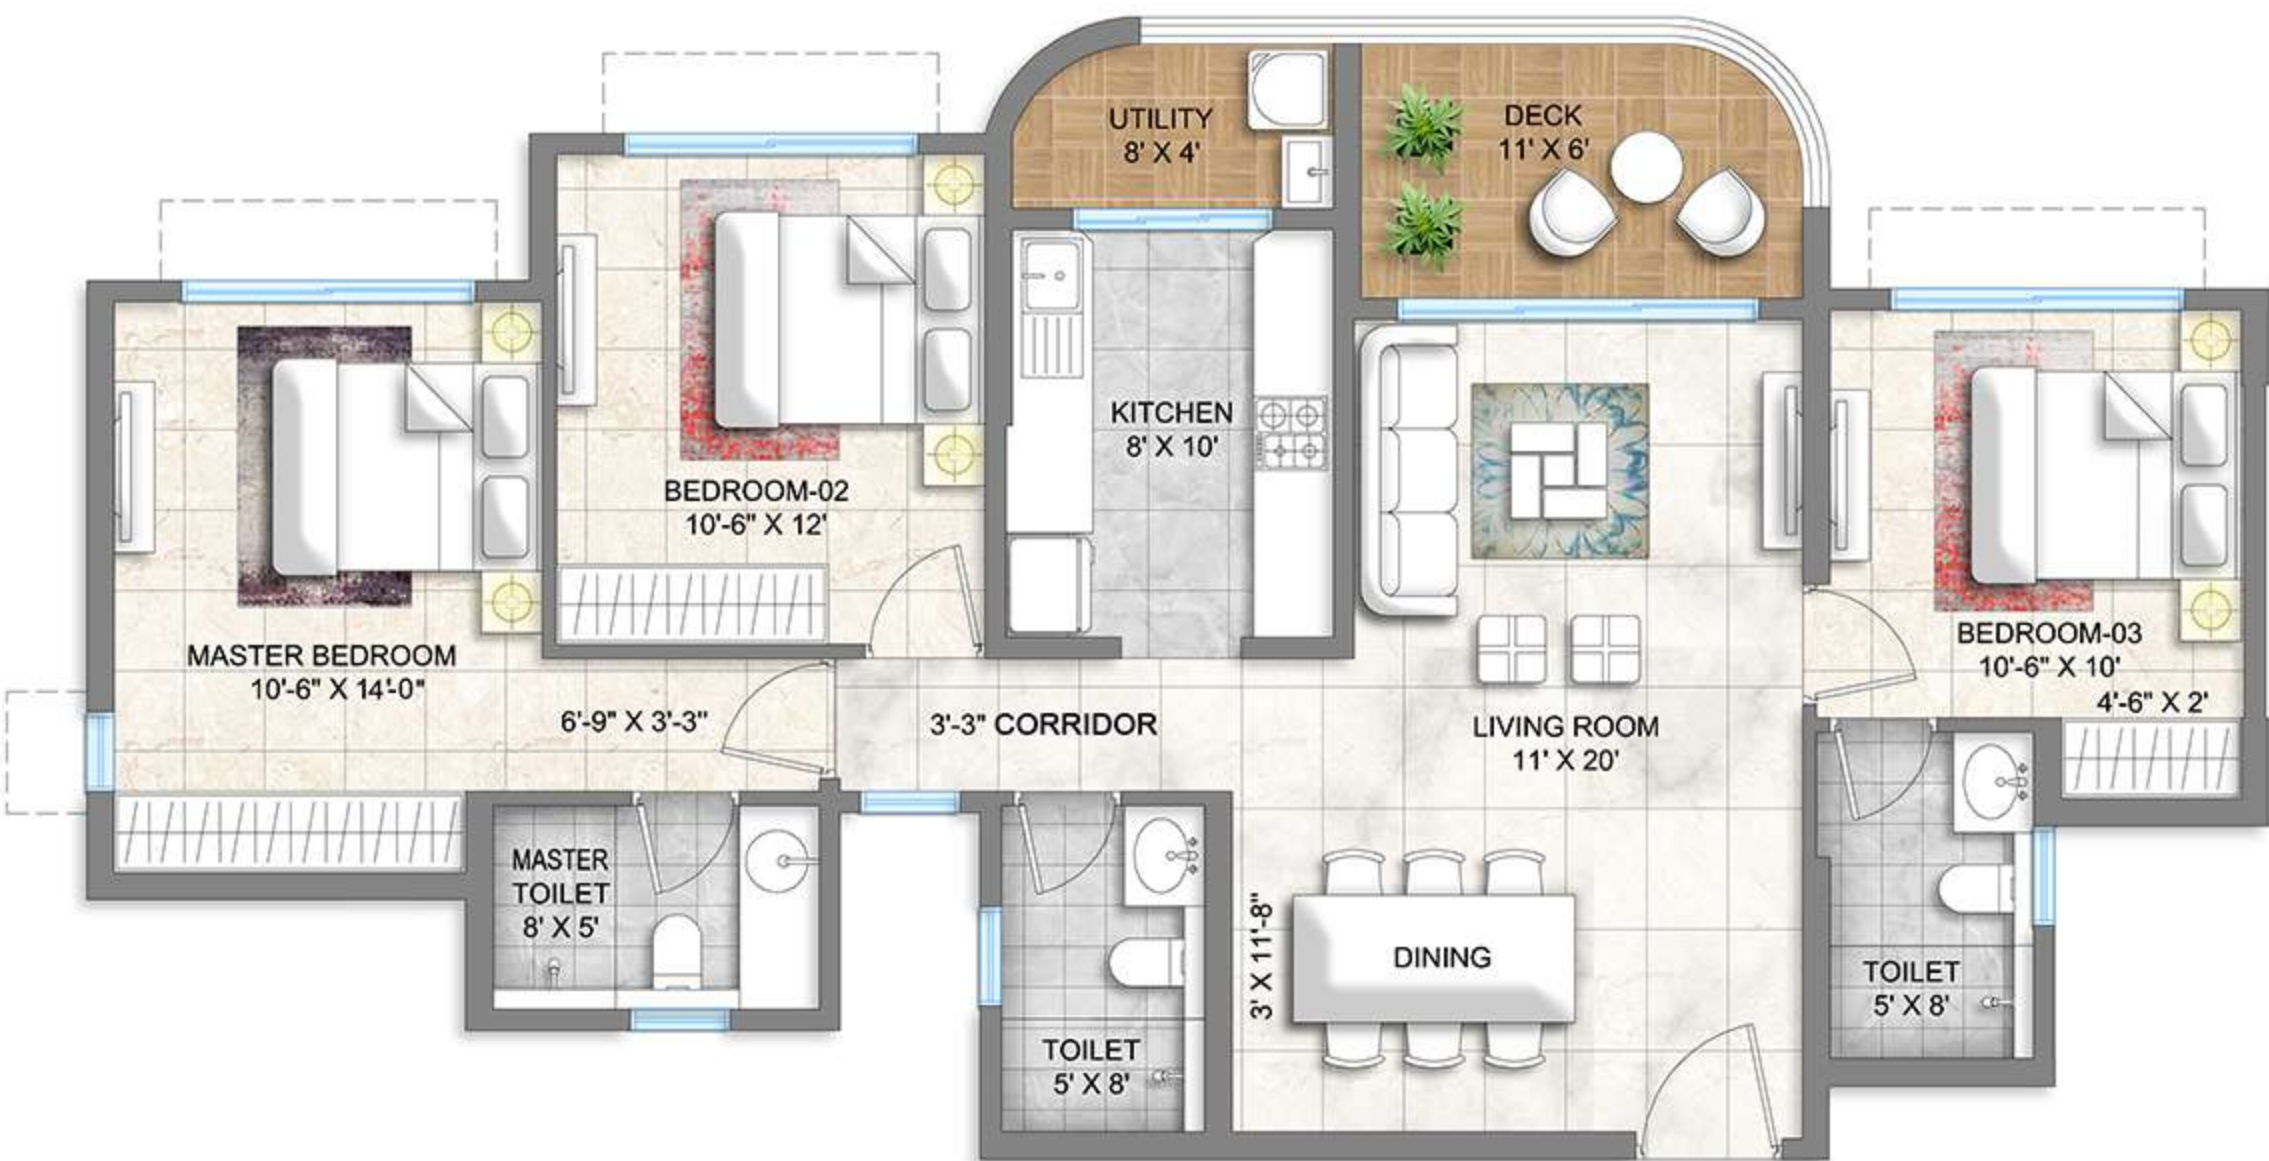 UTILITY
8' X 4'
DECK
11' X 6'
KITCHEN
8' X 10'
BEDROOM-02
10'-6" X 12'
MASTER BEDROOM
10'-6" X 14'-0"
BEDROOM-03
10'-6" X 10'
4'-6" X 2'
6'-9" X 3'-3"
3'-3" CORRIDOR
LIVING ROOM
11' X 20'
MASTER
TOILET
8' X 5'
3' X 11'-8"
DINING
TOILET
5' X 8'
TOILET
5' X 8'